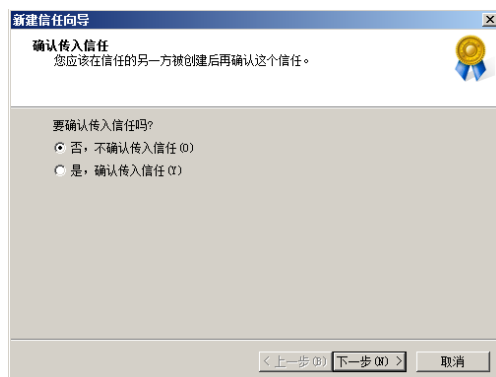 新建信任向导
确认传入信任
您应该在信任的另一方被创建后再确认这个信任。
要确认传入信任吗?
否，不确认传入信任(O)
是，确认传入信任(Y)
< 上一步(B) 下一步(N) > 取消